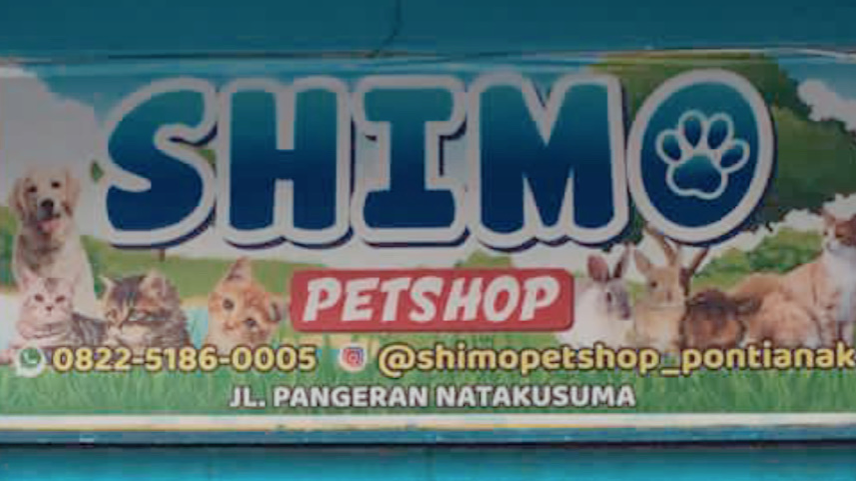 SHIMO
PETSHOP
0822-5186-0005 @shimopetshop_pontianak
JL. PANGERAN NATAKUSUMA